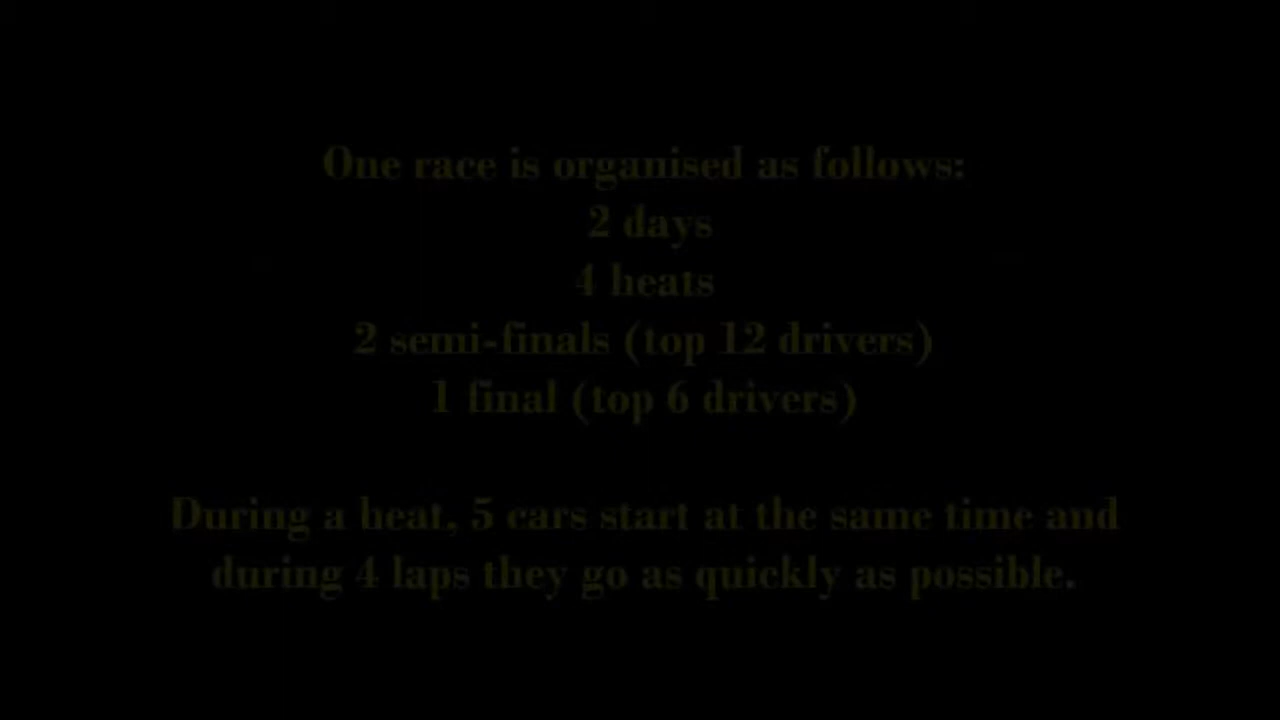 One race is organised as follows:
2 days
4 heats
2 semi-finals (top 12 drivers)
1 final (top 6 drivers)
During a heat, 5 cars start at the same time and
during 4 laps they go as quickly as possible.